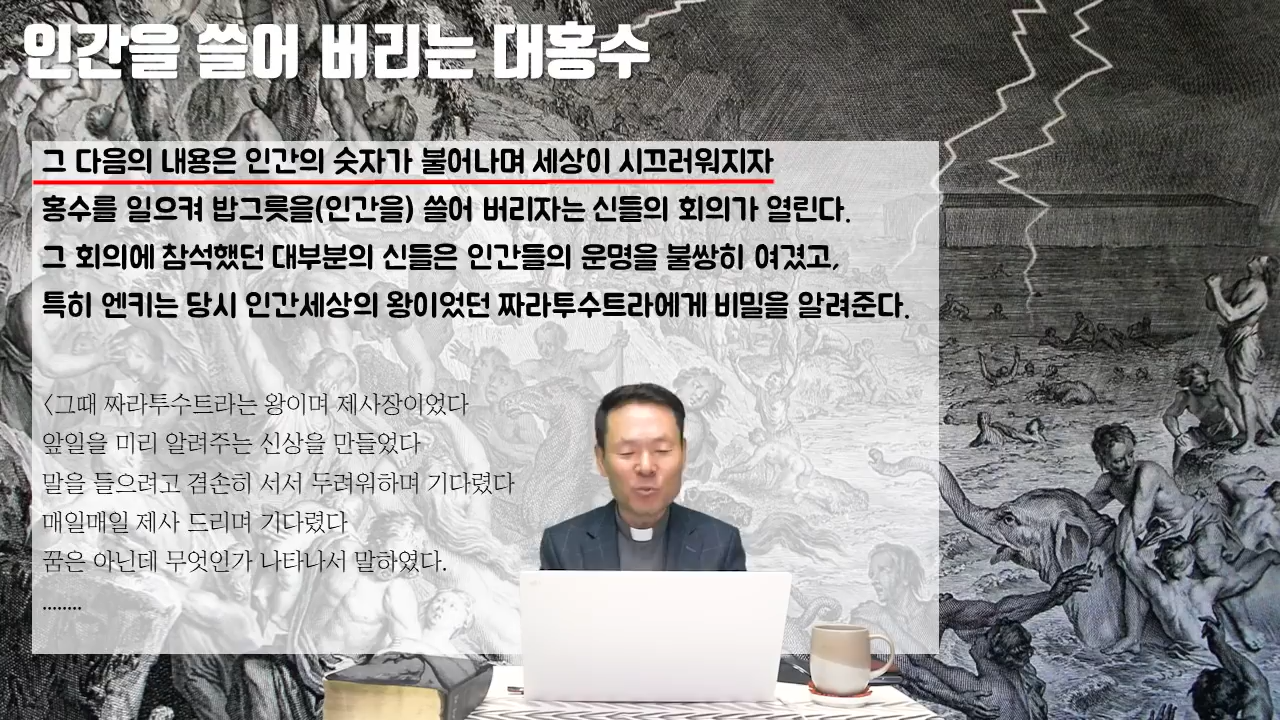 인간을 쓸어 버리는 대홍수
그 다음의 내용은 인간의 숫자가 불어나며 세상이 시끄러워지자
홍수를 일으켜 밥그릇을(인간을) 쓸어 버리자는 신들의 회의가 열린다.
그 회의에 참석했던 대부분의 신들은 인간들의 운명을 불쌍히 여겼고,
특히 엔키는 당시 인간세상의 왕이었던 짜라투수트라에게 비밀을 알려준다.
<그때 짜라투수트라는 왕이며 제사장이었다
앞일을 미리 알려주는 신상을 만들었다
말을 들으려고 겸손히 서서 두려워하며 기다렸다
매일매일 제사 드리며 기다렸다
꿈은 아닌데 무엇인가 나타나서 말하였다.
........